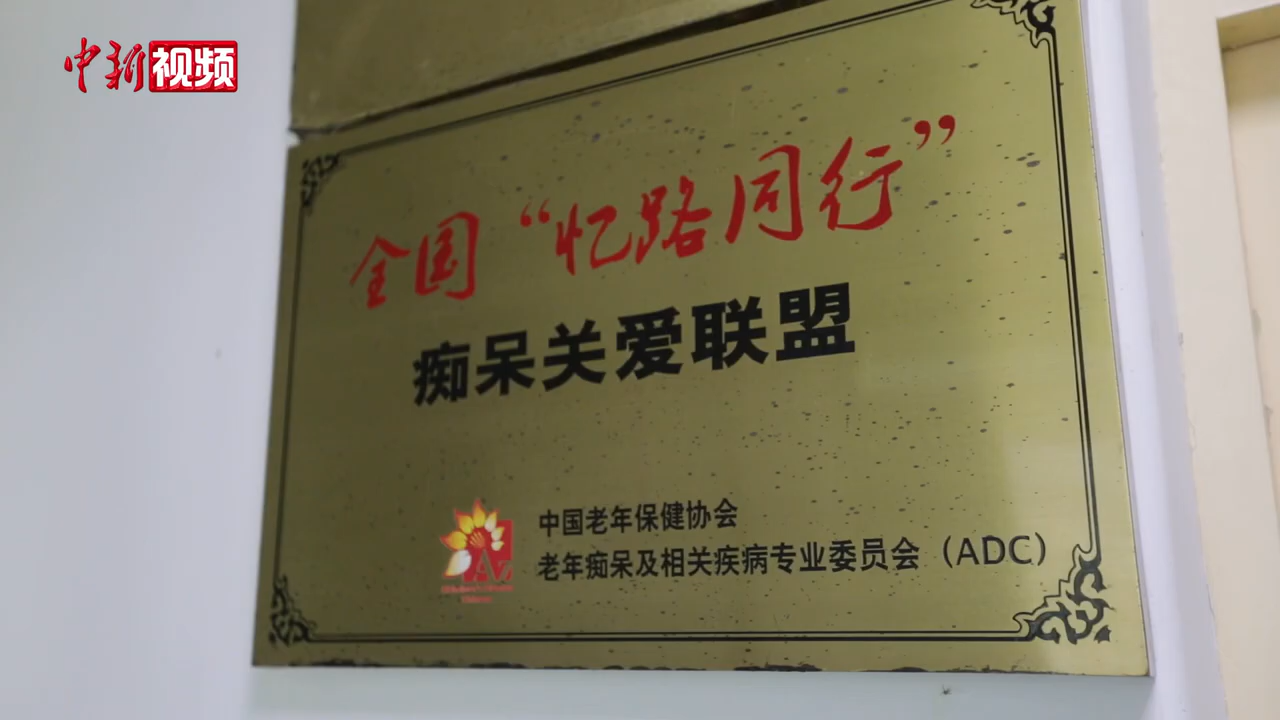 中新视频
全国“忆路同行”
痴呆关爱联盟
中国老年保健协会
老年痴呆及相关疾病专业委员会（ADC）